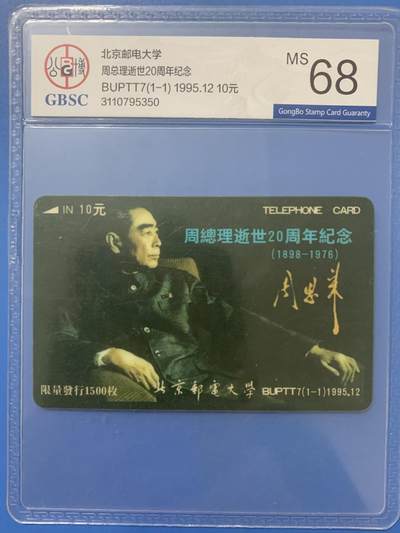 公博
GBSC
北京邮电大学
周总理逝世20周年纪念
BUPTT7(1-1) 1995.12 10元
3110795350
MS
68
GongBo Stamp Card Guaranty
IN 10元
TELEPHONE CARD
周總理逝世20周年紀念
(1898-1976)
周恩来
限量發行1500枚
北京郵電大學
BUPTT7(1-1)1995.12